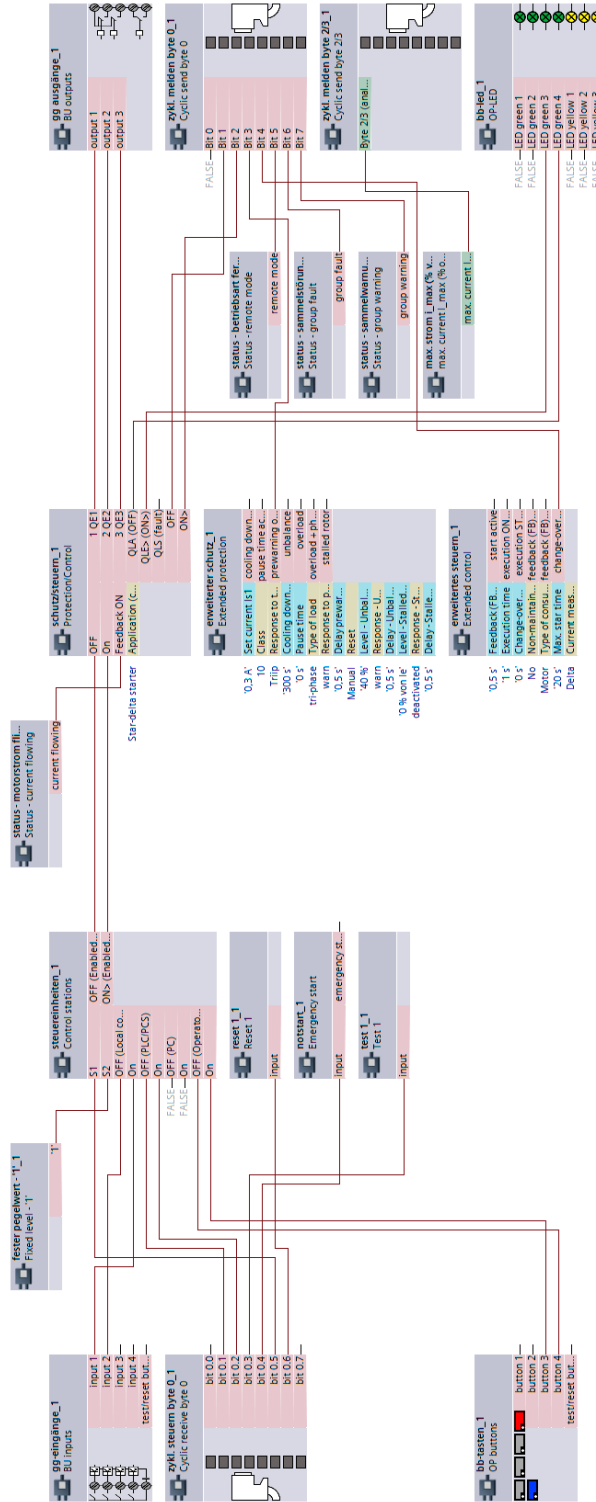 gg-eingänge_1
BU inputs
input 1
input 2
input 3
input 4
test/reset but...
zykl. steuern byte 0_1
Cyclic receive byte 0
bit 0.0
bit 0.1
bit 0.2
bit 0.3
bit 0.4
bit 0.5
bit 0.6
bit 0.7
bb-tasten_1
OP buttons
button 1
button 2
button 3
button 4
test/reset but...
fester pegelwert - '1'_1
Fixed level - '1'
'1'
steuereinheiten_1
Control stations
S1 OFF (Enabled...
S2 ON> (Enabled...
OFF (Local co...
On
OFF (PLC/PCS)
On
FALSE OFF (PC)
FALSE On
OFF (Operato...
On
reset 1_1
Reset 1
input
notstart_1
Emergency start
input emergency st...
test 1_1
Test 1
input
status - motorstrom fli...
Status - current flowing
current flowing
schutz/steuern_1
Protection/Control
OFF 1 QE1
On 2 QE2
Feedback ON 3 QE3
Star-delta starter Application (c... QLA (OFF)
QLE> (ON>)
QLS (fault)
OFF
ON>
erweiterter schutz_1
Extended protection
'0,3 A' Set current Is1 cooling down...
10 Class pause time ac...
Triip Response to t... prewarning o...
'300 s' Cooling down... unbalance
'0 s' Pause time overload
tri-phase Type of load overload + ph...
warn Response to p... stalled rotor
'0,5 s' Delay prewar...
Manual Reset
'40 %' Level - Unbal...
warn Response - U...
'0,5 s' Delay - Unbal...
'0 % von Ie' Level - Stalled...
deactivated Response - St...
'0,5 s' Delay - Stalle...
erweitertes steuern_1
Extended control
'0,5 s' Feedback (FB... start active
'1 s' Execution time execution ON...
'0 s' Change-over... execution ST...
No Non-maintain... feedback (FB)...
Motor Type of consu... feedback (FB)...
'20 s' Max. star time change-over...
Delta Current meas...
status - betriebsart fer...
Status - remote mode
remote mode
status - sammelstörun...
Status - group fault
group fault
status - sammelwarnu...
Status - group warning
group warning
max. strom i_max (% v...
max. current I_max (% o...
max. current I...
gg ausgänge_1
BU outputs
output 1
output 2
output 3
zykl. melden byte 0_1
Cyclic send byte 0
FALSE Bit 0
Bit 1
Bit 2
Bit 3
Bit 4
Bit 5
Bit 6
Bit 7
zykl. melden byte 2/3_1
Cyclic send byte 2/3
Byte 2/3 (anal...
bb-led_1
OP-LED
FALSE LED green 1
FALSE LED green 2
LED green 3
LED green 4
FALSE LED yellow 1
FALSE LED yellow 2
FALSE LED yellow 3